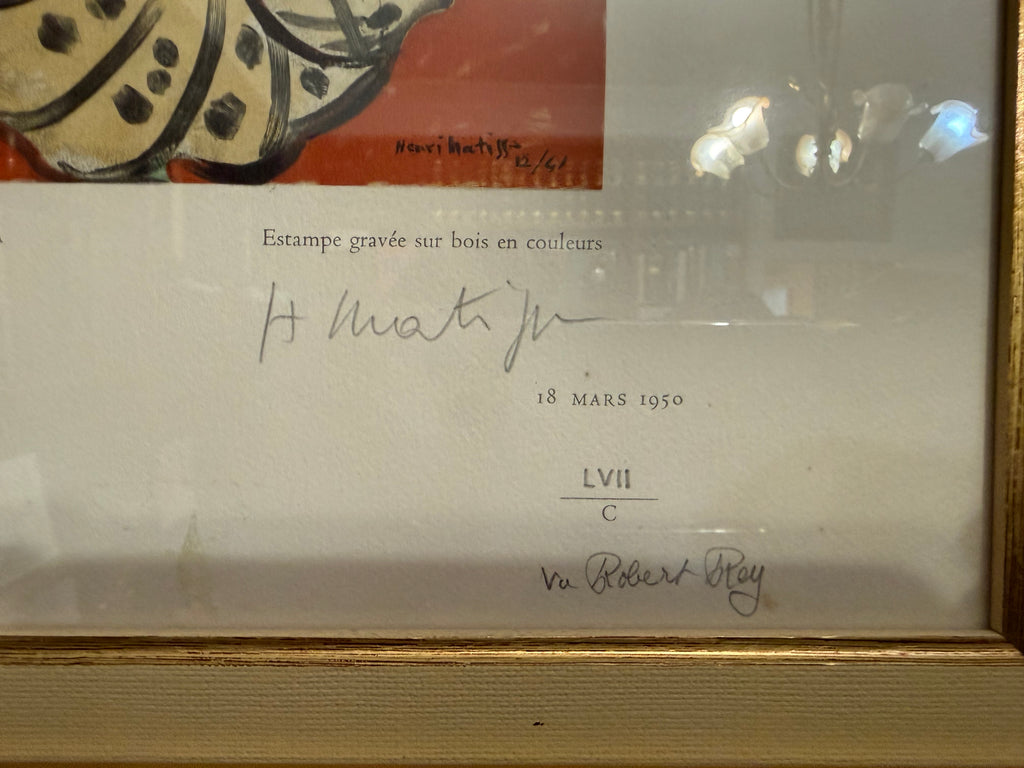 Henri Matisse
12/41
Estampe gravée sur bois en couleurs
H Matisse
18 MARS 1950
LVII
C
Vu Robert Rey